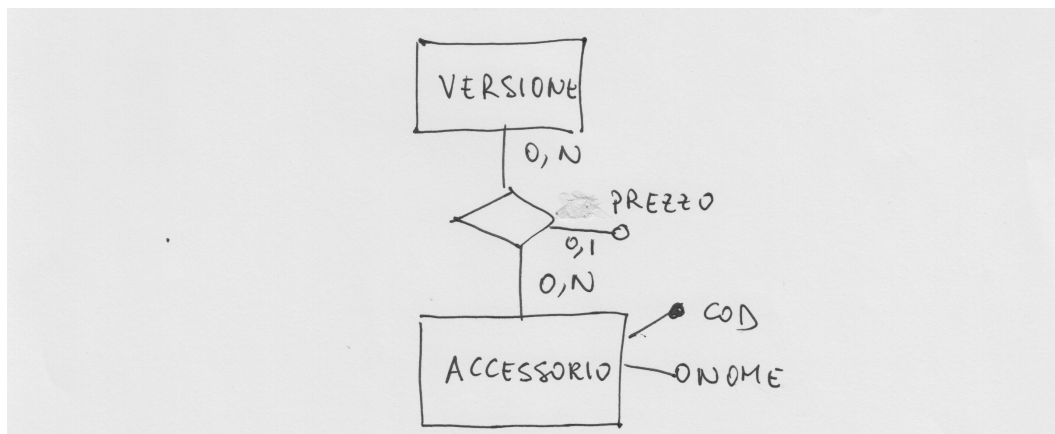 VERSIONE
0,N
PREZZO
0,1
0,N
COD
ACCESSORIO
NOME